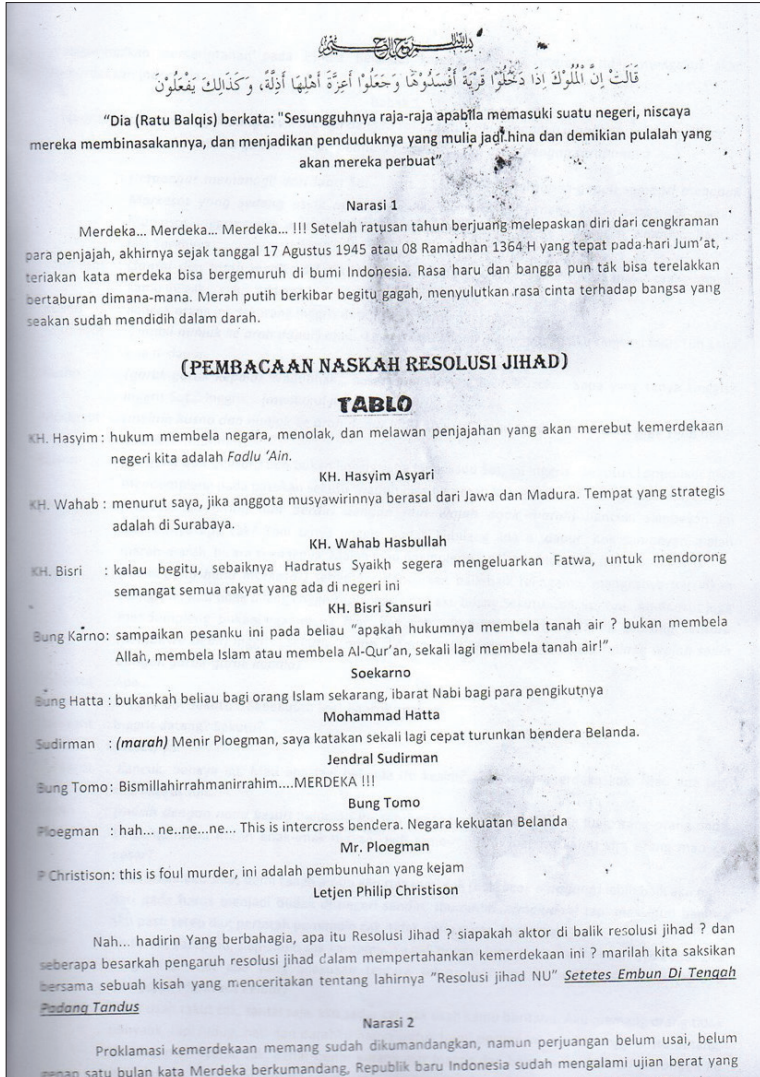 بسم الله الرحمن الرحيم
قَالَتْ اِنَّ الْمُلُوْكَ اِذَا دَخَلُوْا قَرْيَةً اَفْسَدُوْهَا وَجَعَلُوْا اَعِزَّةَ اَهْلِهَا اَذِلَّةً، وَكَذَالِكَ يَفْعَلُوْنَ
“Dia (Ratu Balqis) berkata: "Sesungguhnya raja-raja apabila memasuki suatu negeri, niscaya
mereka membinasakannya, dan menjadikan penduduknya yang mulia jadi hina dan demikian pulalah yang
akan mereka perbuat”
Narasi 1
Merdeka... Merdeka... Merdeka... !!! Setelah ratusan tahun berjuang melepaskan diri dari cengkraman
para penjajah, akhirnya sejak tanggal 17 Agustus 1945 atau 08 Ramadhan 1364 H yang tepat pada hari Jum’at,
teriakan kata merdeka bisa bergemuruh di bumi Indonesia. Rasa haru dan bangga pun tak bisa terelakkan
bertaburan dimana-mana. Merah putih berkibar begitu gagah, menyulutkan rasa cinta terhadap bangsa yang
seakan sudah mendidih dalam darah.
(PEMBACAAN NASKAH RESOLUSI JIHAD)
TABLO
KH. Hasyim : hukum membela negara, menolak, dan melawan penjajahan yang akan merebut kemerdekaan
negeri kita adalah Fadlu ‘Ain.
KH. Hasyim Asyari
KH. Wahab : menurut saya, jika anggota musyawirinnya berasal dari Jawa dan Madura. Tempat yang strategis
adalah di Surabaya.
KH. Wahab Hasbullah
KH. Bisri : kalau begitu, sebaiknya Hadratus Syaikh segera mengeluarkan Fatwa, untuk mendorong
semangat semua rakyat yang ada di negeri ini
KH. Bisri Sansuri
Bung Karno: sampaikan pesanku ini pada beliau “apakah hukumnya membela tanah air ? bukan membela
Allah, membela Islam atau membela Al-Qur’an, sekali lagi membela tanah air!”.
Soekarno
Bung Hatta : bukankah beliau bagi orang Islam sekarang, ibarat Nabi bagi para pengikutnya
Mohammad Hatta
Sudirman : (marah) Menir Ploegman, saya katakan sekali lagi cepat turunkan bendera Belanda.
Jendral Sudirman
Bung Tomo: Bismillahirrahmanirrahim....MERDEKA !!!
Bung Tomo
Ploegman : hah... ne..ne...ne... This is intercross bendera. Negara kekuatan Belanda
Mr. Ploegman
P Christison: this is foul murder, ini adalah pembunuhan yang kejam
Letjen Philip Christison
Nah... hadirin Yang berbahagia, apa itu Resolusi Jihad ? siapakah aktor di balik resolusi jihad ? dan
seberapa besarkah pengaruh resolusi jihad dalam mempertahankan kemerdekaan ini ? marilah kita saksikan
bersama sebuah kisah yang menceritakan tentang lahirnya “Resolusi jihad NU” Setetes Embun Di Tengah
Padang Tandus
Narasi 2
Proklamasi kemerdekaan memang sudah dikumandangkan, namun perjuangan belum usai, belum
genap satu bulan kata Merdeka berkumandang, Republik baru Indonesia sudah mengalami ujian berat yang